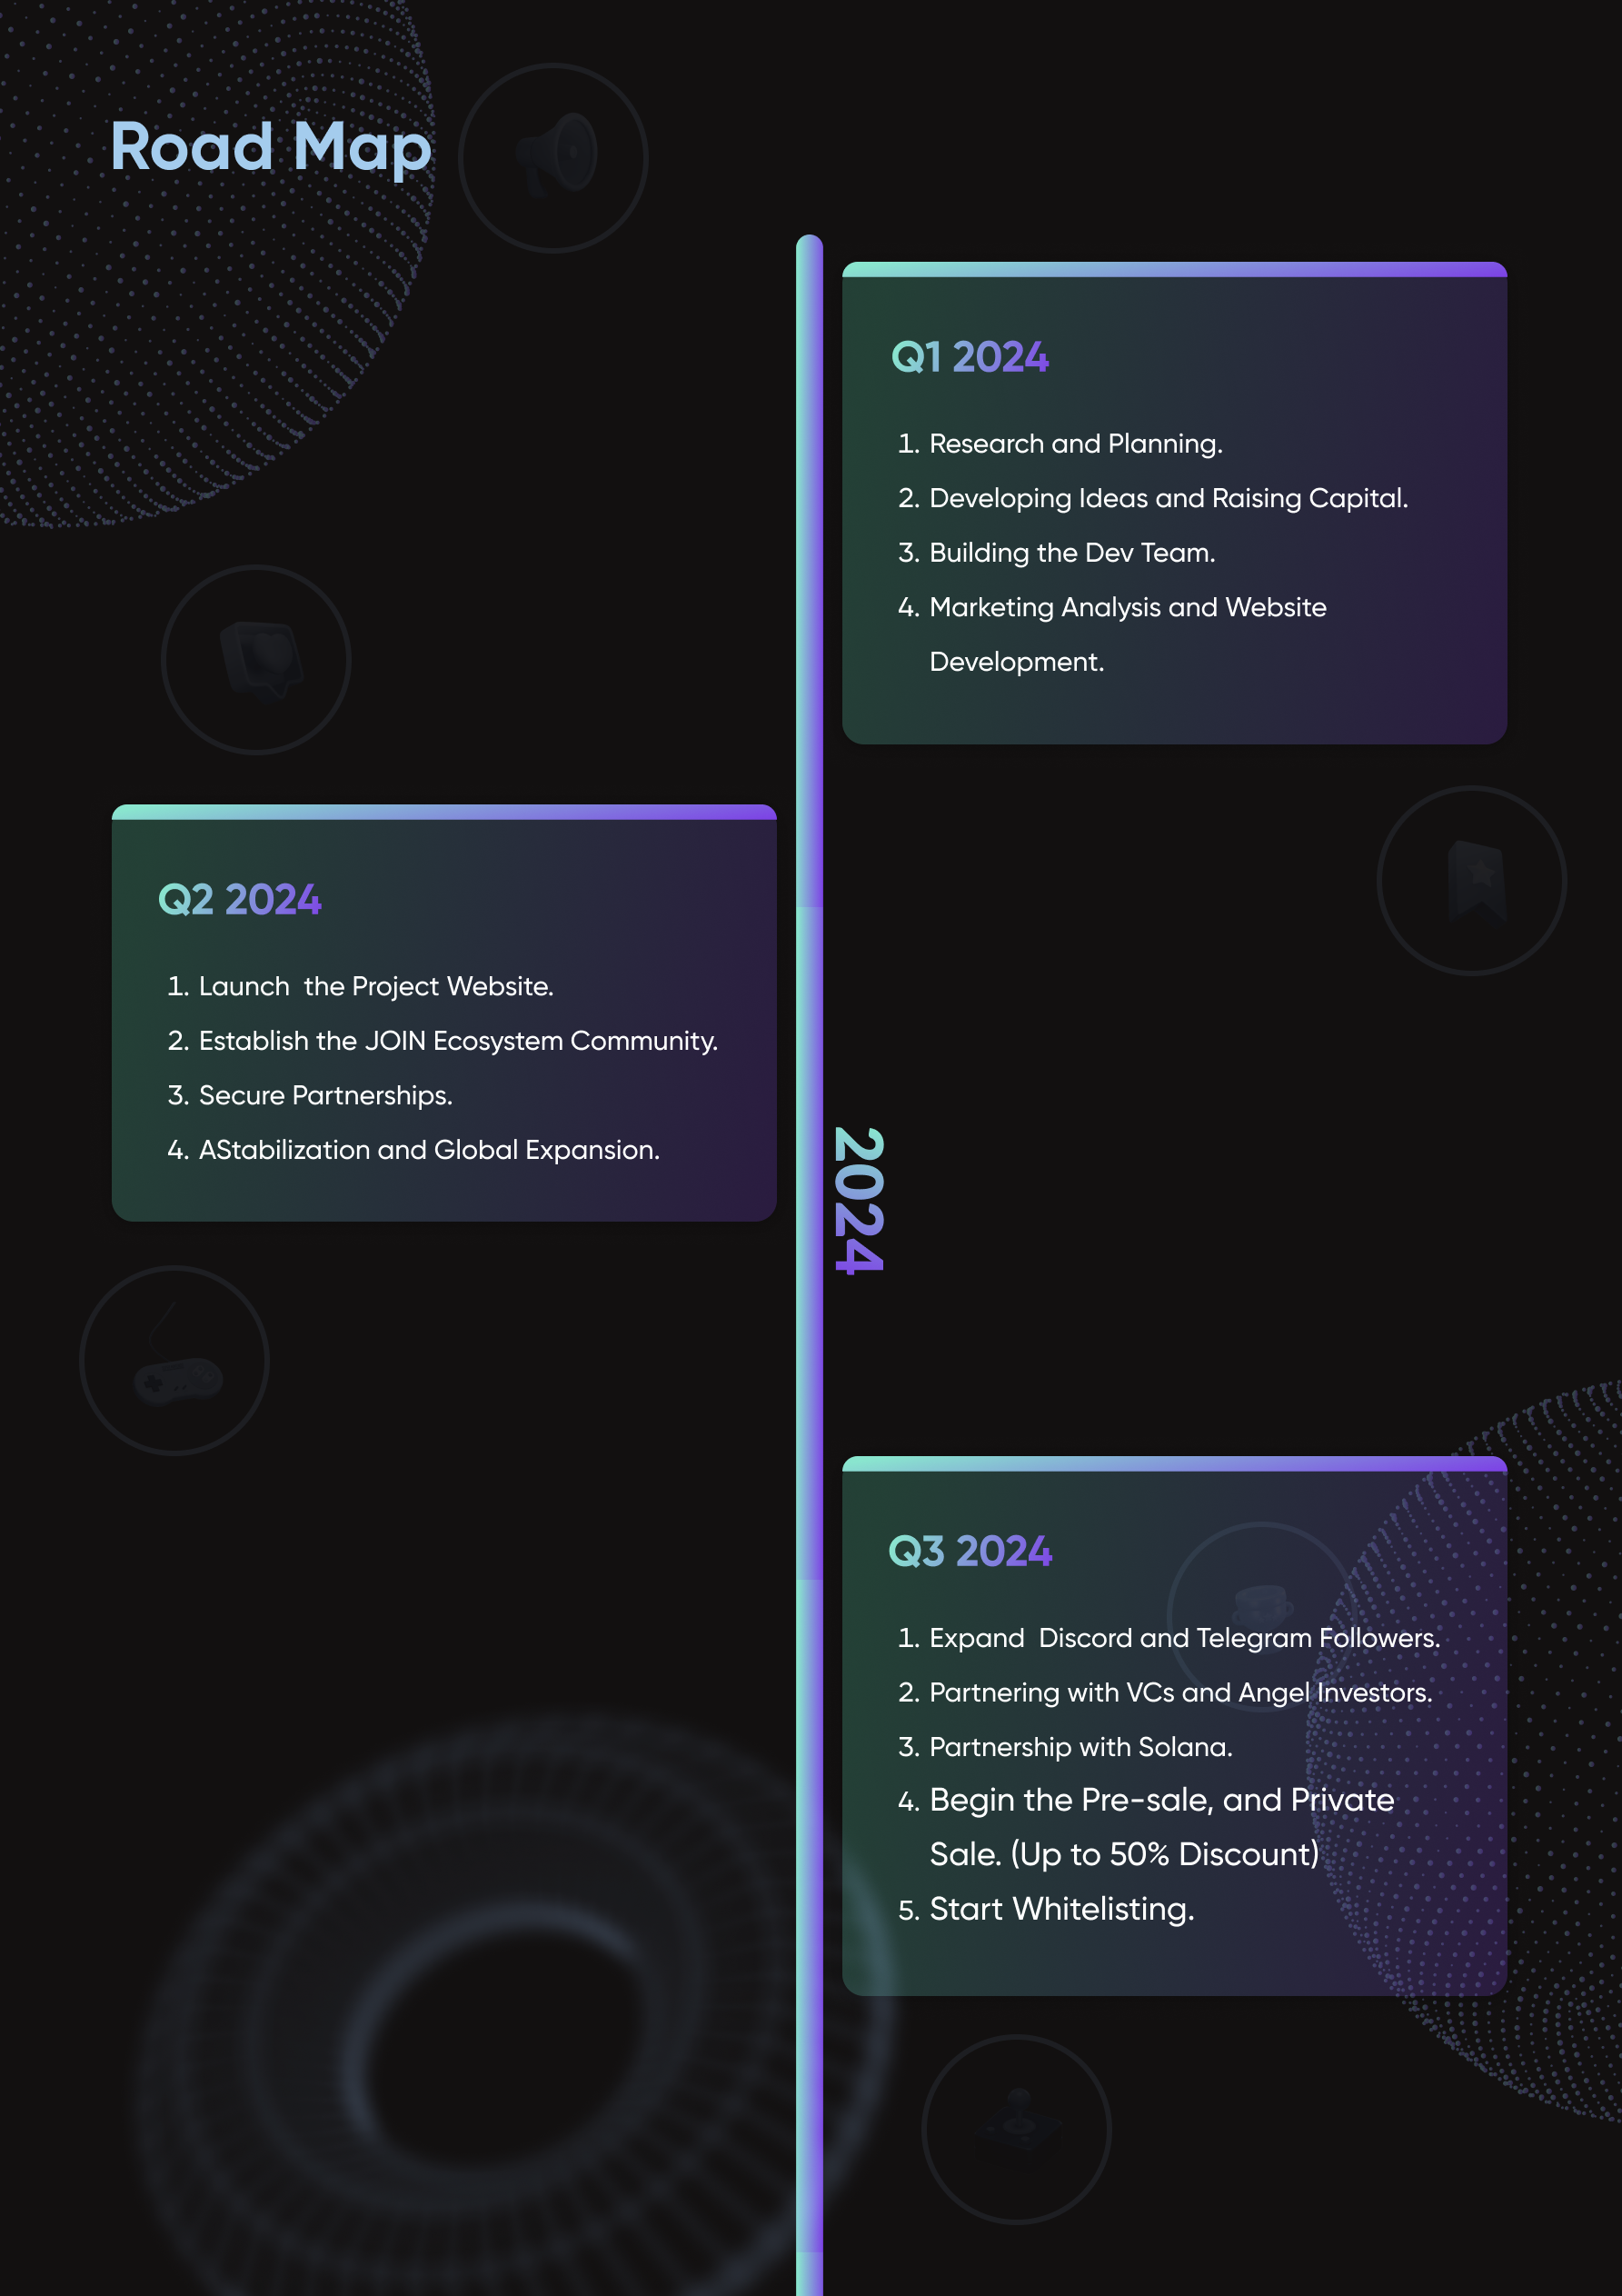 Road Map
Q1 2024
1. Research and Planning.
2. Developing Ideas and Raising Capital.
3. Building the Dev Team.
4. Marketing Analysis and Website
Development.
Q2 2024
1. Launch  the Project Website.
2. Establish the JOIN Ecosystem Community.
3. Secure Partnerships.
4. AStabilization and Global Expansion.
2024
Q3 2024
1. Expand  Discord and Telegram Followers.
2. Partnering with VCs and Angel Investors.
3. Partnership with Solana.
4. Begin the Pre-sale, and Private
Sale. (Up to 50% Discount)
5. Start Whitelisting.